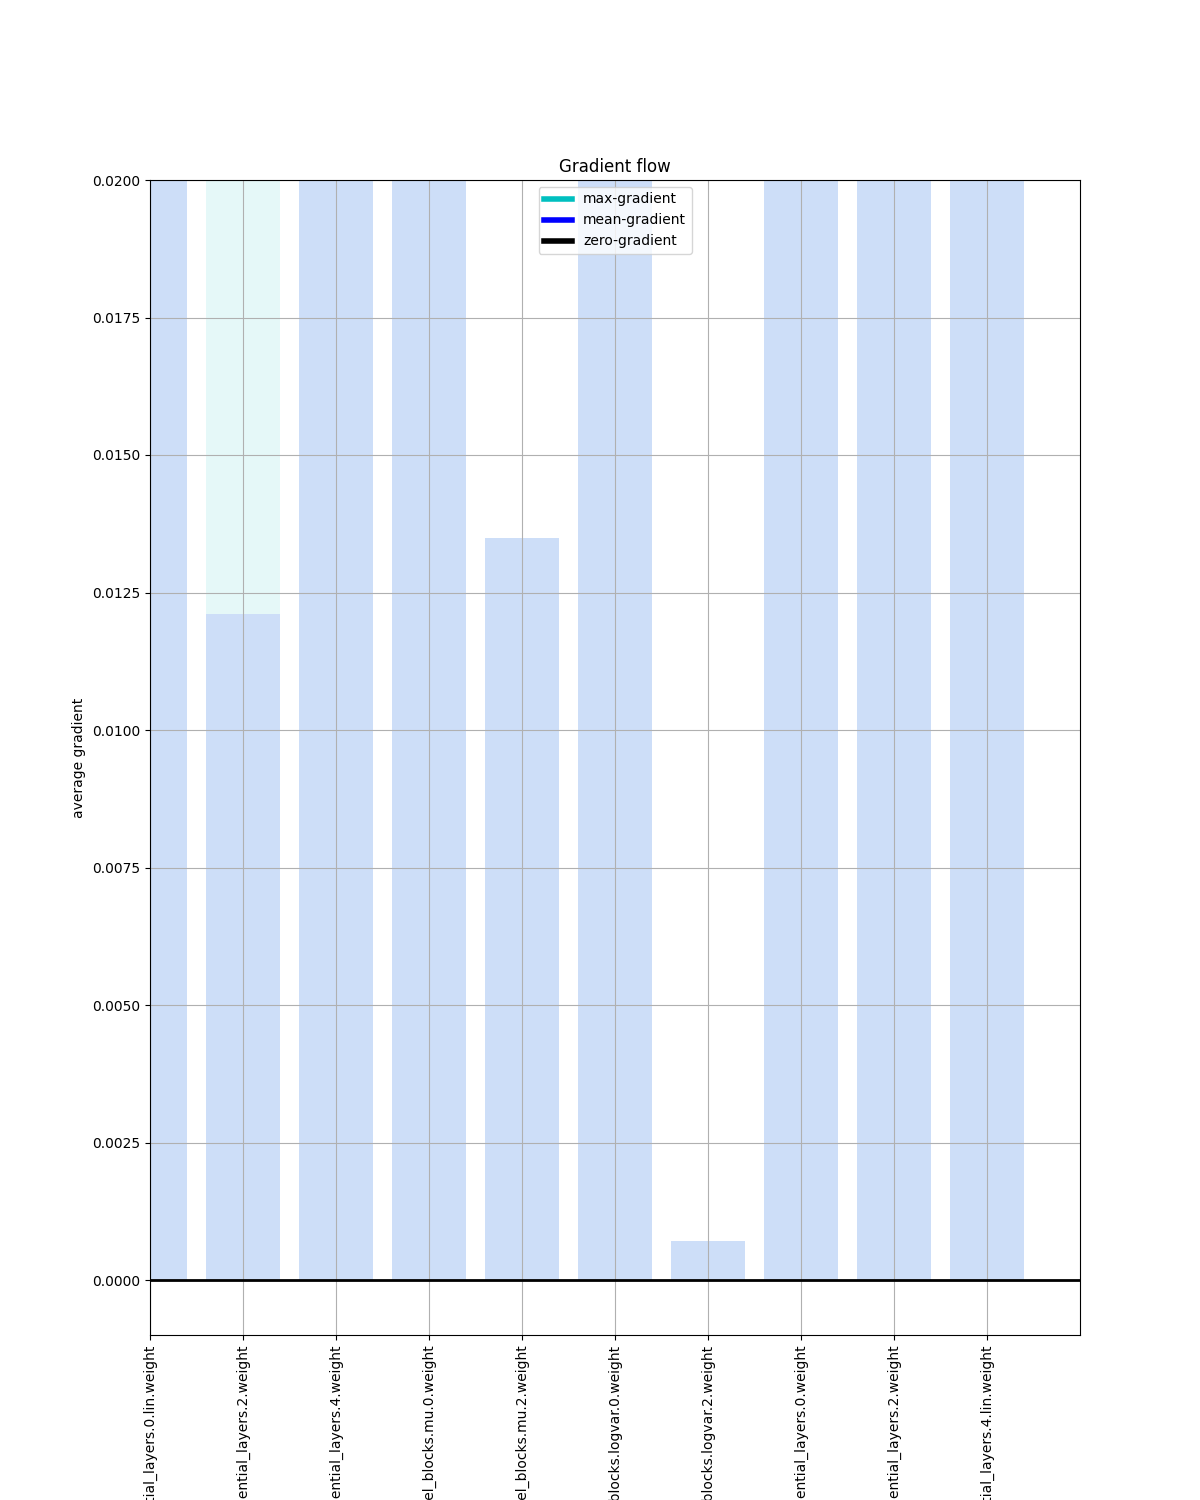 Gradient flow
max-gradient
mean-gradient
zero-gradient
0.0200
0.0175
0.0150
0.0125
0.0100
0.0075
0.0050
0.0025
0.0000
average gradient
tial_layers.0.lin.weight
ential_layers.2.weight
ential_layers.4.weight
el_blocks.mu.0.weight
el_blocks.mu.2.weight
blocks.logvar.0.weight
blocks.logvar.2.weight
ential_layers.0.weight
ential_layers.2.weight
tial_layers.4.lin.weight